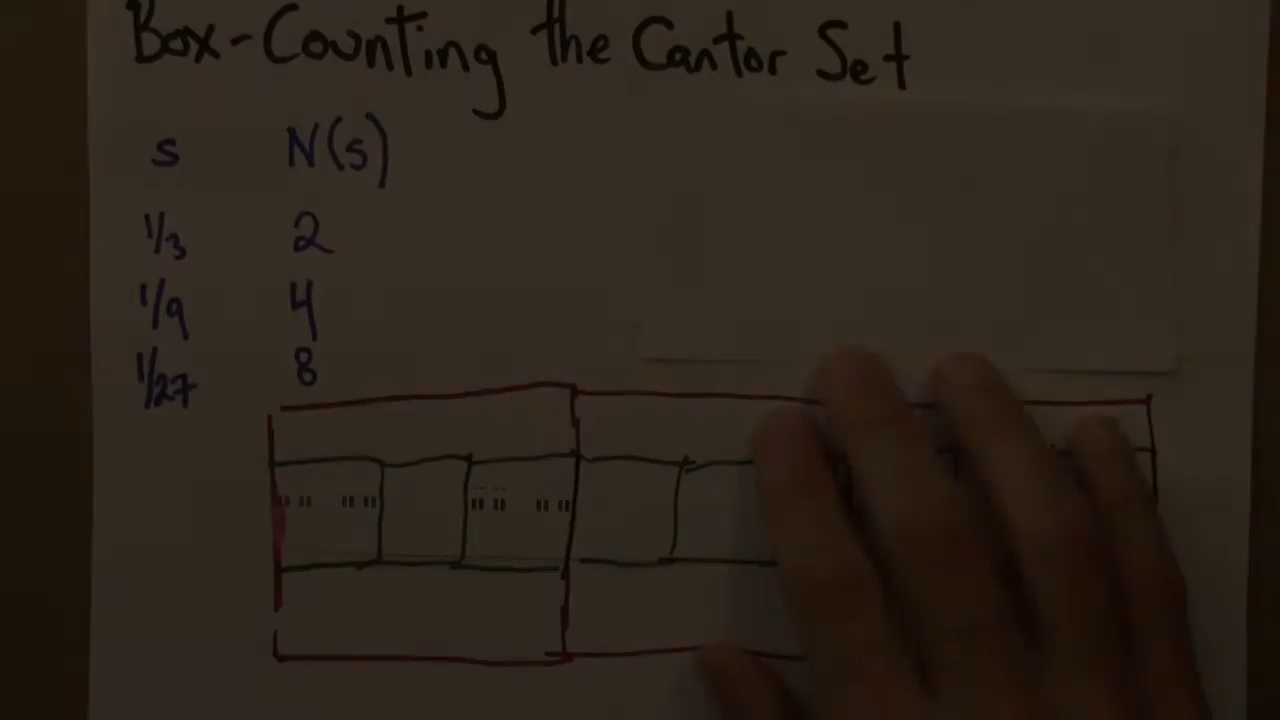 Box-Counting the Cantor Set
s N(s)
1/3 2
1/9 4
1/27 8